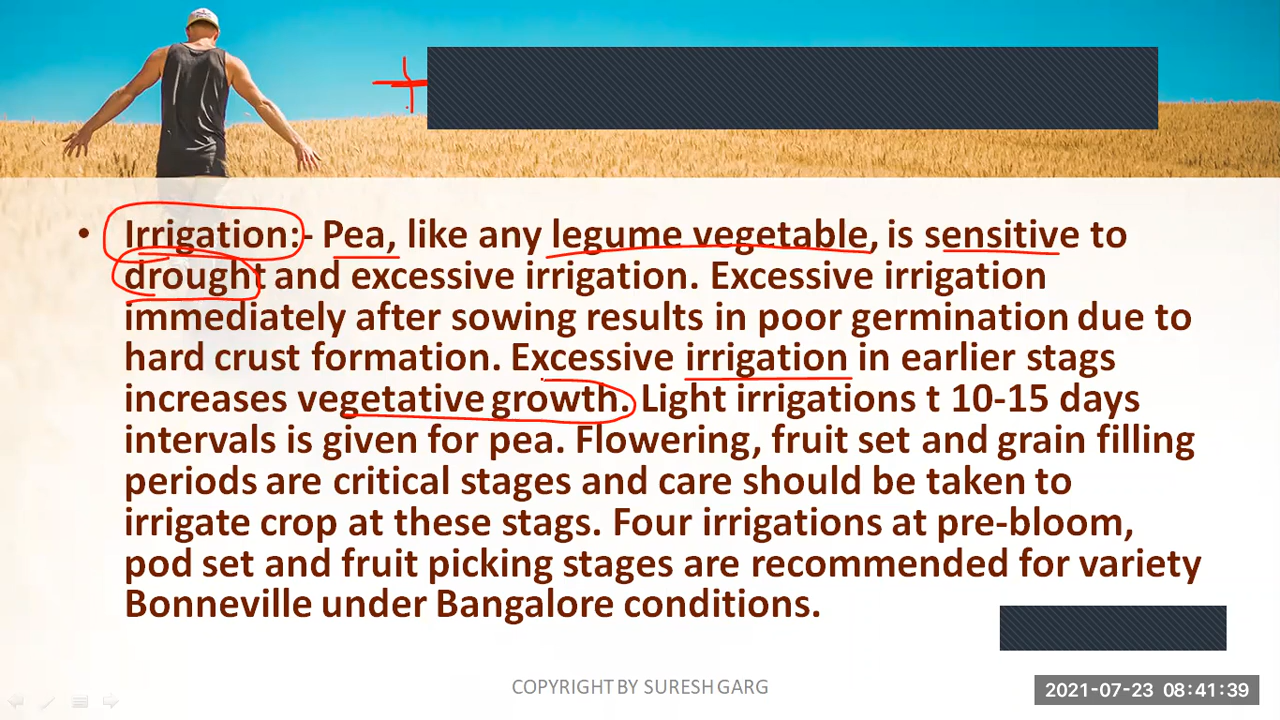 • Irrigation:- Pea, like any legume vegetable, is sensitive to
drought and excessive irrigation. Excessive irrigation
immediately after sowing results in poor germination due to
hard crust formation. Excessive irrigation in earlier stags
increases vegetative growth. Light irrigations t 10-15 days
intervals is given for pea. Flowering, fruit set and grain filling
periods are critical stages and care should be taken to
irrigate crop at these stags. Four irrigations at pre-bloom,
pod set and fruit picking stages are recommended for variety
Bonneville under Bangalore conditions.
COPYRIGHT BY SURESH GARG
2021-07-23 08:41:39